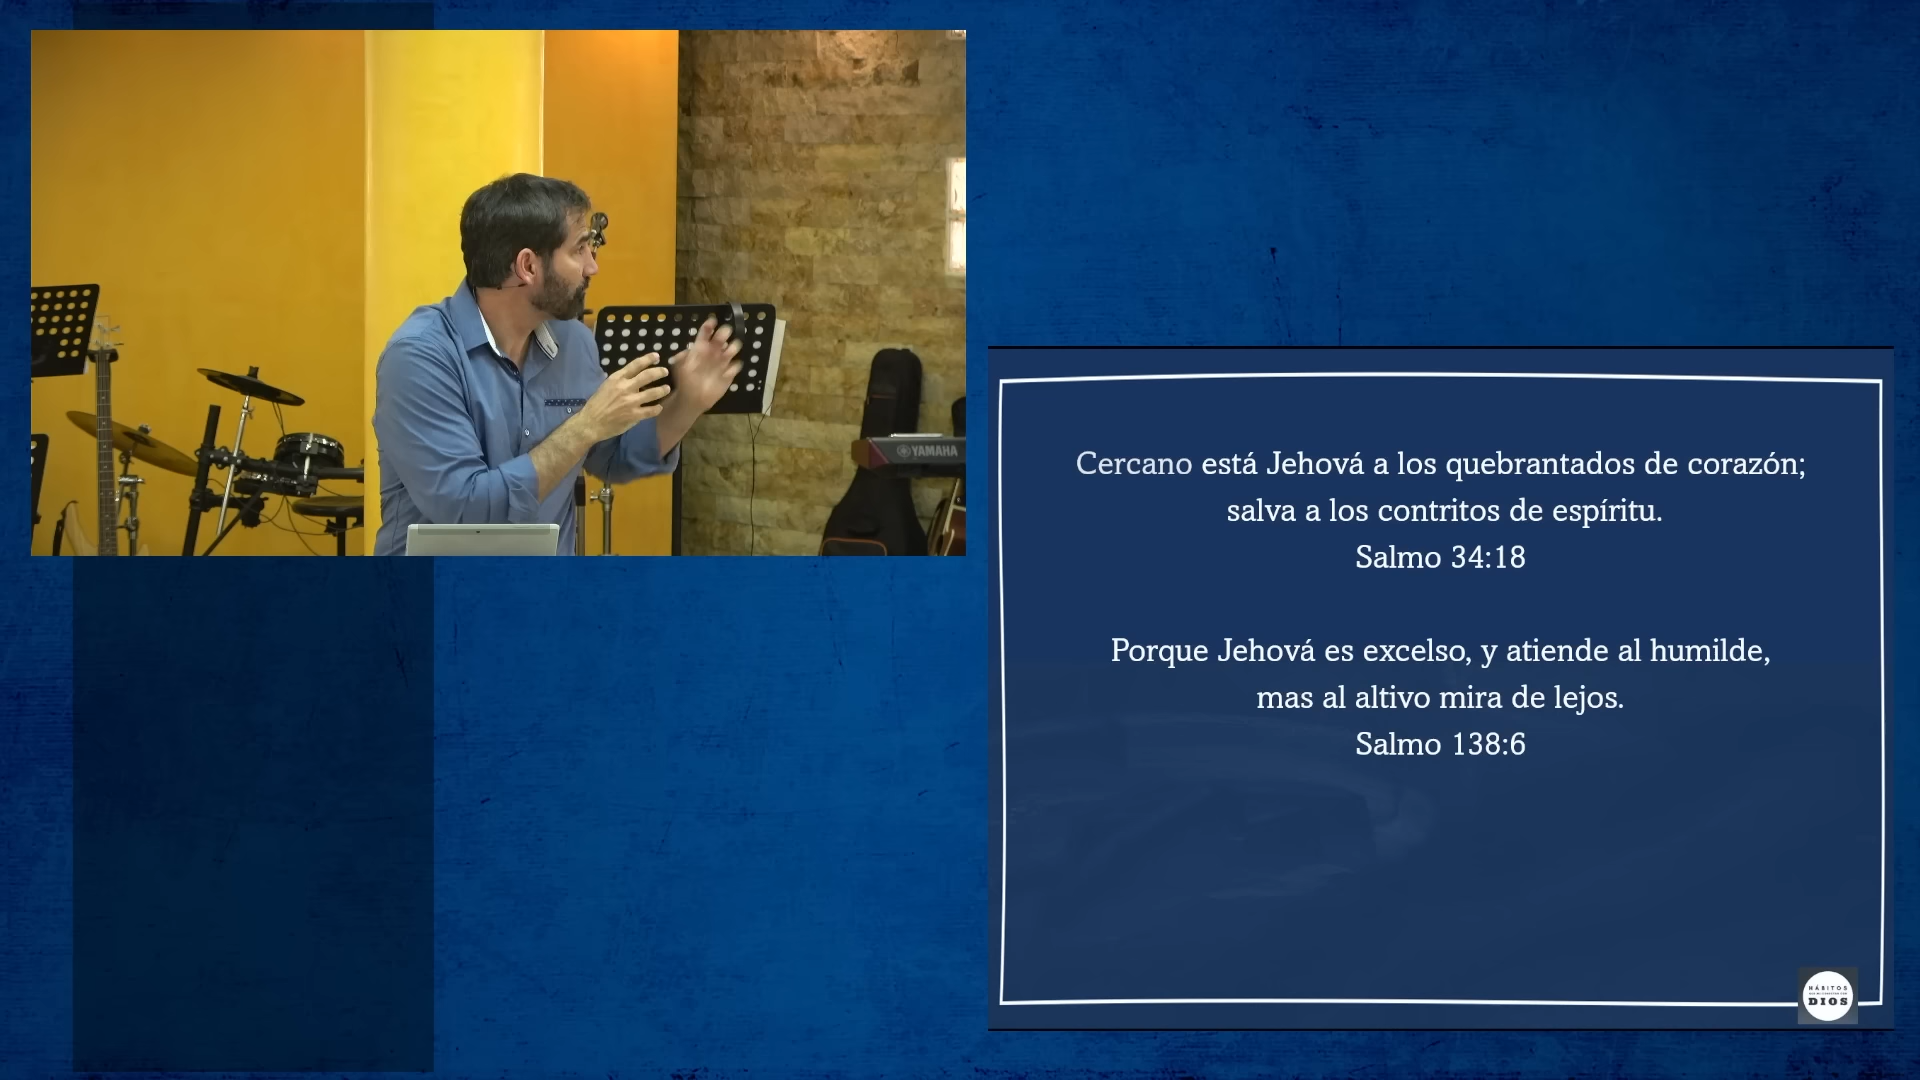 YAMAHA
Cercano está Jehová a los quebrantados de corazón;
salva a los contritos de espíritu.
Salmo 34:18
Porque Jehová es excelso, y atiende al humilde,
mas al altivo mira de lejos.
Salmo 138:6
HÁBITOS
DIOS